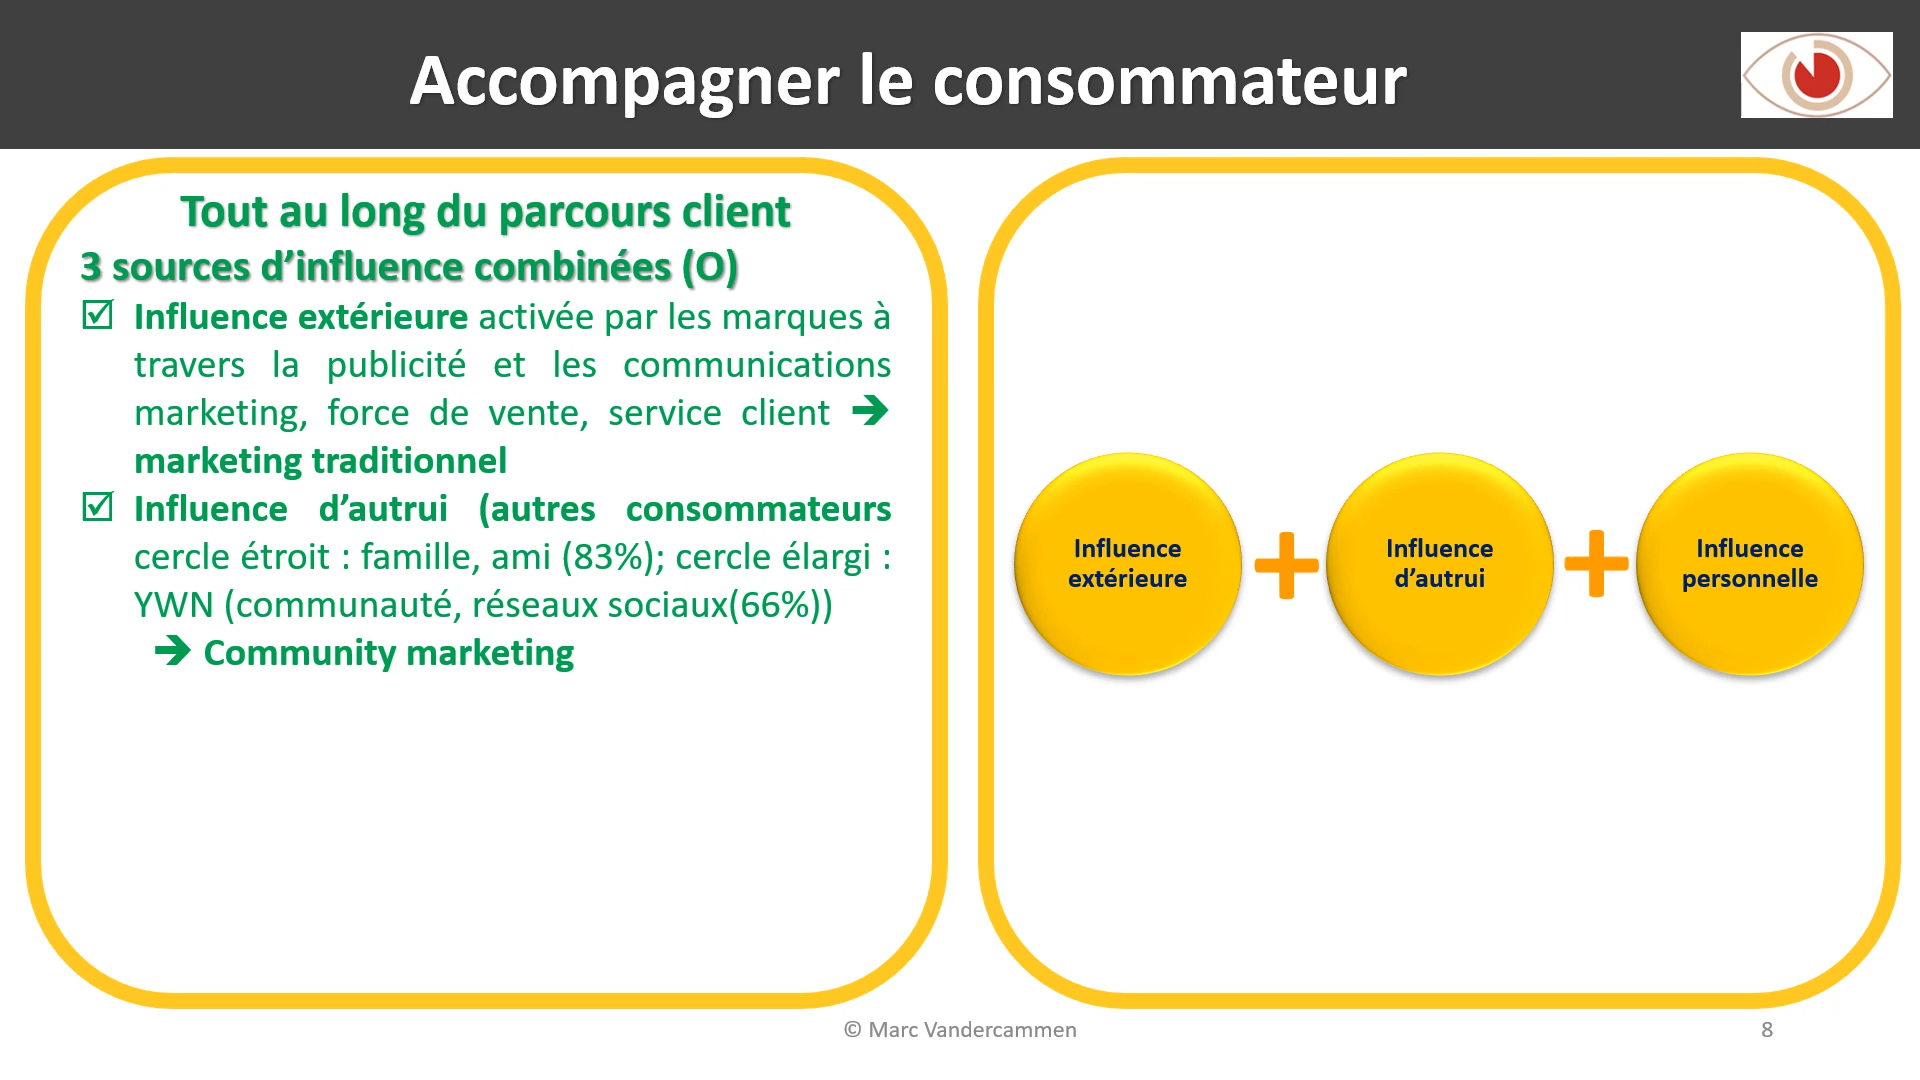 Accompagner le consommateur
Tout au long du parcours client
3 sources d’influence combinées (O)
☑ Influence extérieure activée par les marques à
travers la publicité et les communications
marketing, force de vente, service client ➔
marketing traditionnel
☑ Influence d’autrui (autres consommateurs
cercle étroit : famille, ami (83%); cercle élargi :
YWN (communauté, réseaux sociaux(66%))
➔ Community marketing
Influence
extérieure
+
Influence
d’autrui
+
Influence
personnelle
© Marc Vandercammen
8